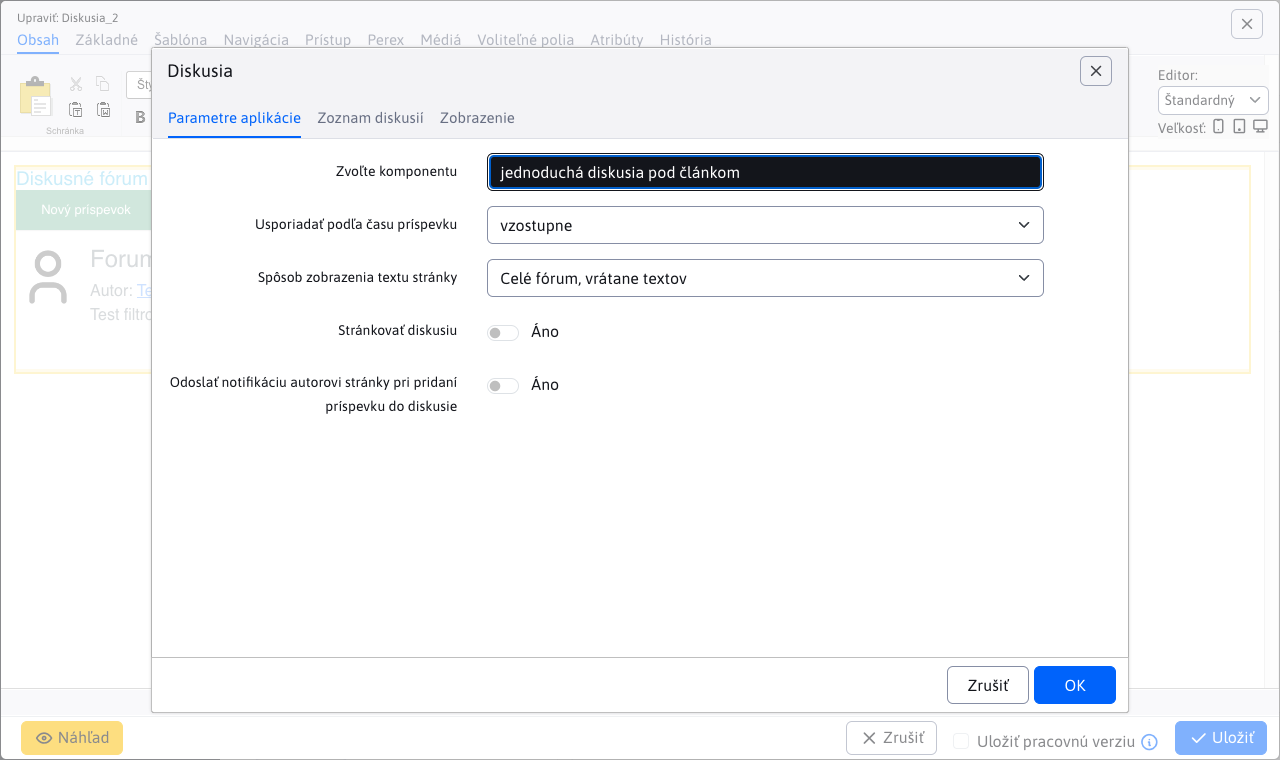 Upraviť: Diskusia_2
Obsah Základné Šablóna Navigácia Prístup Perex Médiá Voliteľné polia Atribúty História
Diskusia
Editor:
Štandardný
Veľkosť:
Schránka
B
Parametre aplikácie Zoznam diskusií Zobrazenie
Zvoľte komponentu jednoduchá diskusia pod článkom
Usporiadať podľa času príspevku vzostupne
Spôsob zobrazenia textu stránky Celé fórum, vrátane textov
Stránkovať diskusiu Áno
Odoslať notifikáciu autorovi stránky pri pridaní
príspevku do diskusie Áno
Diskusné fórum
Nový príspevok
Forum
Autor:
Test filtro
Zrušiť OK
Náhľad Zrušiť Uložiť pracovnú verziu Uložiť